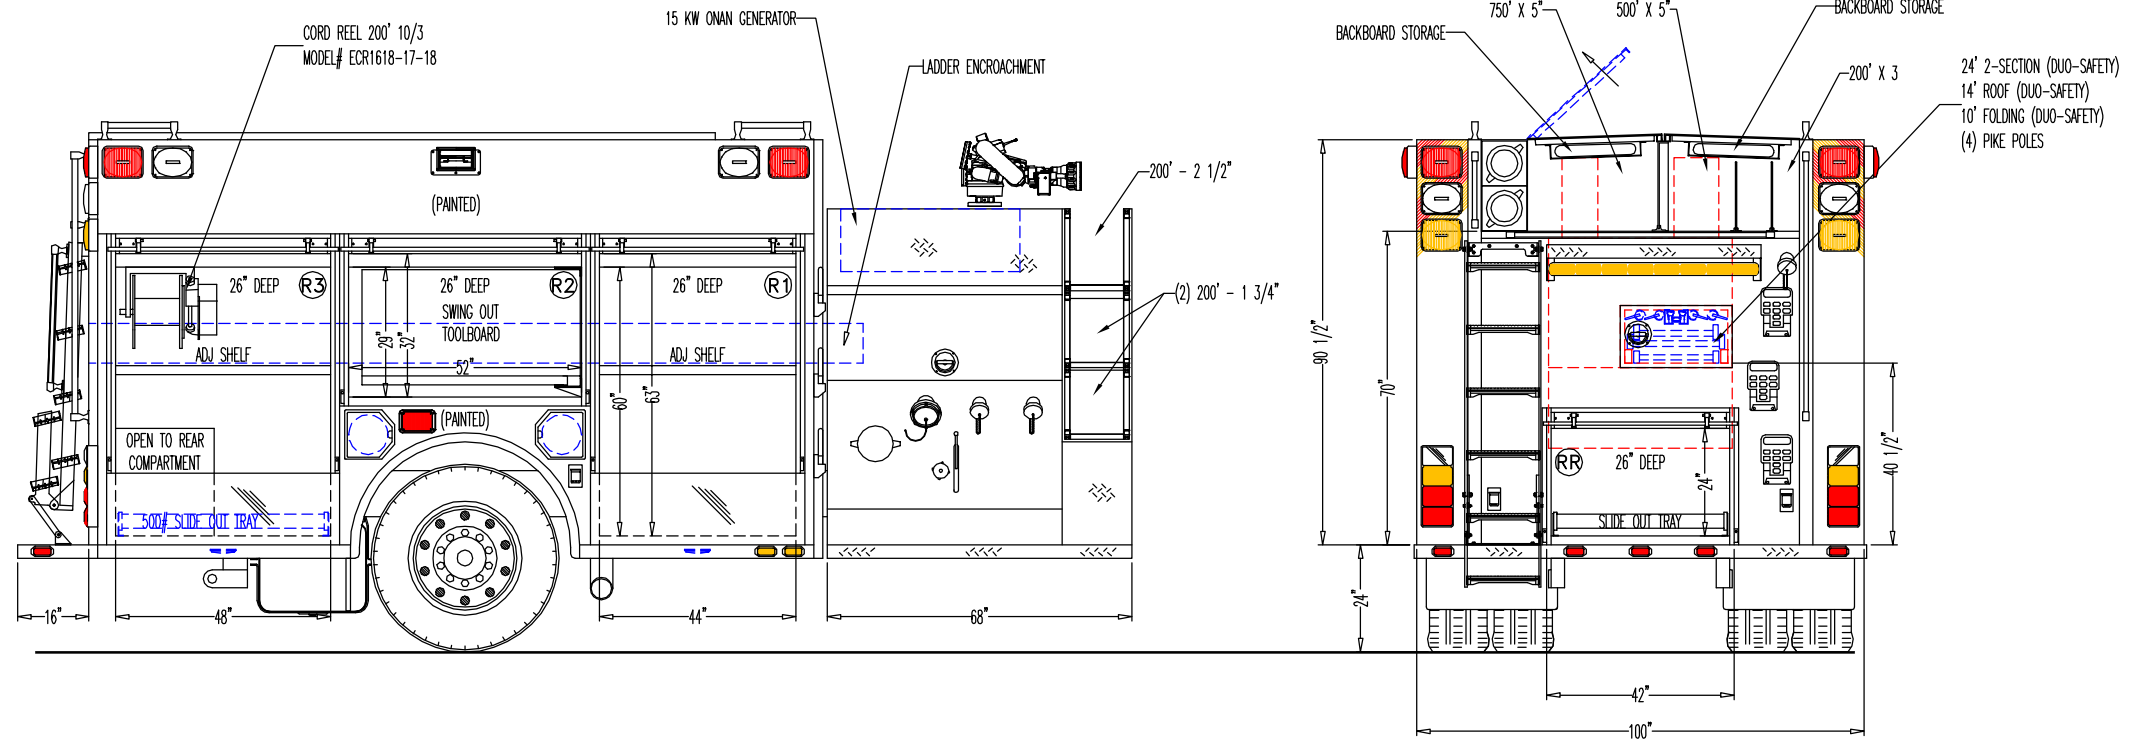 CORD REEL 200' 10/3
MODEL# ECR1618-17-18
15 KW ONAN GENERATOR
LADDER ENCROACHMENT
(PAINTED)
200' - 2 1/2"
(2) 200' - 1 3/4"
26" DEEP
R3
26" DEEP
R2
SWING OUT
TOOLBOARD
26" DEEP
R1
ADJ SHELF
ADJ SHELF
29"
32"
52"
60"
63"
(PAINTED)
OPEN TO REAR
COMPARTMENT
500# SLIDE OUT TRAY
16"
48"
44"
68"
BACKBOARD STORAGE
750' X 5"
500' X 5"
BACKBOARD STORAGE
200' X 3
24' 2-SECTION (DUO-SAFETY)
14' ROOF (DUO-SAFETY)
10' FOLDING (DUO-SAFETY)
(4) PIKE POLES
90 1/2"
70"
40 1/2"
24"
RR
26" DEEP
24"
SLIDE OUT TRAY
42"
100"